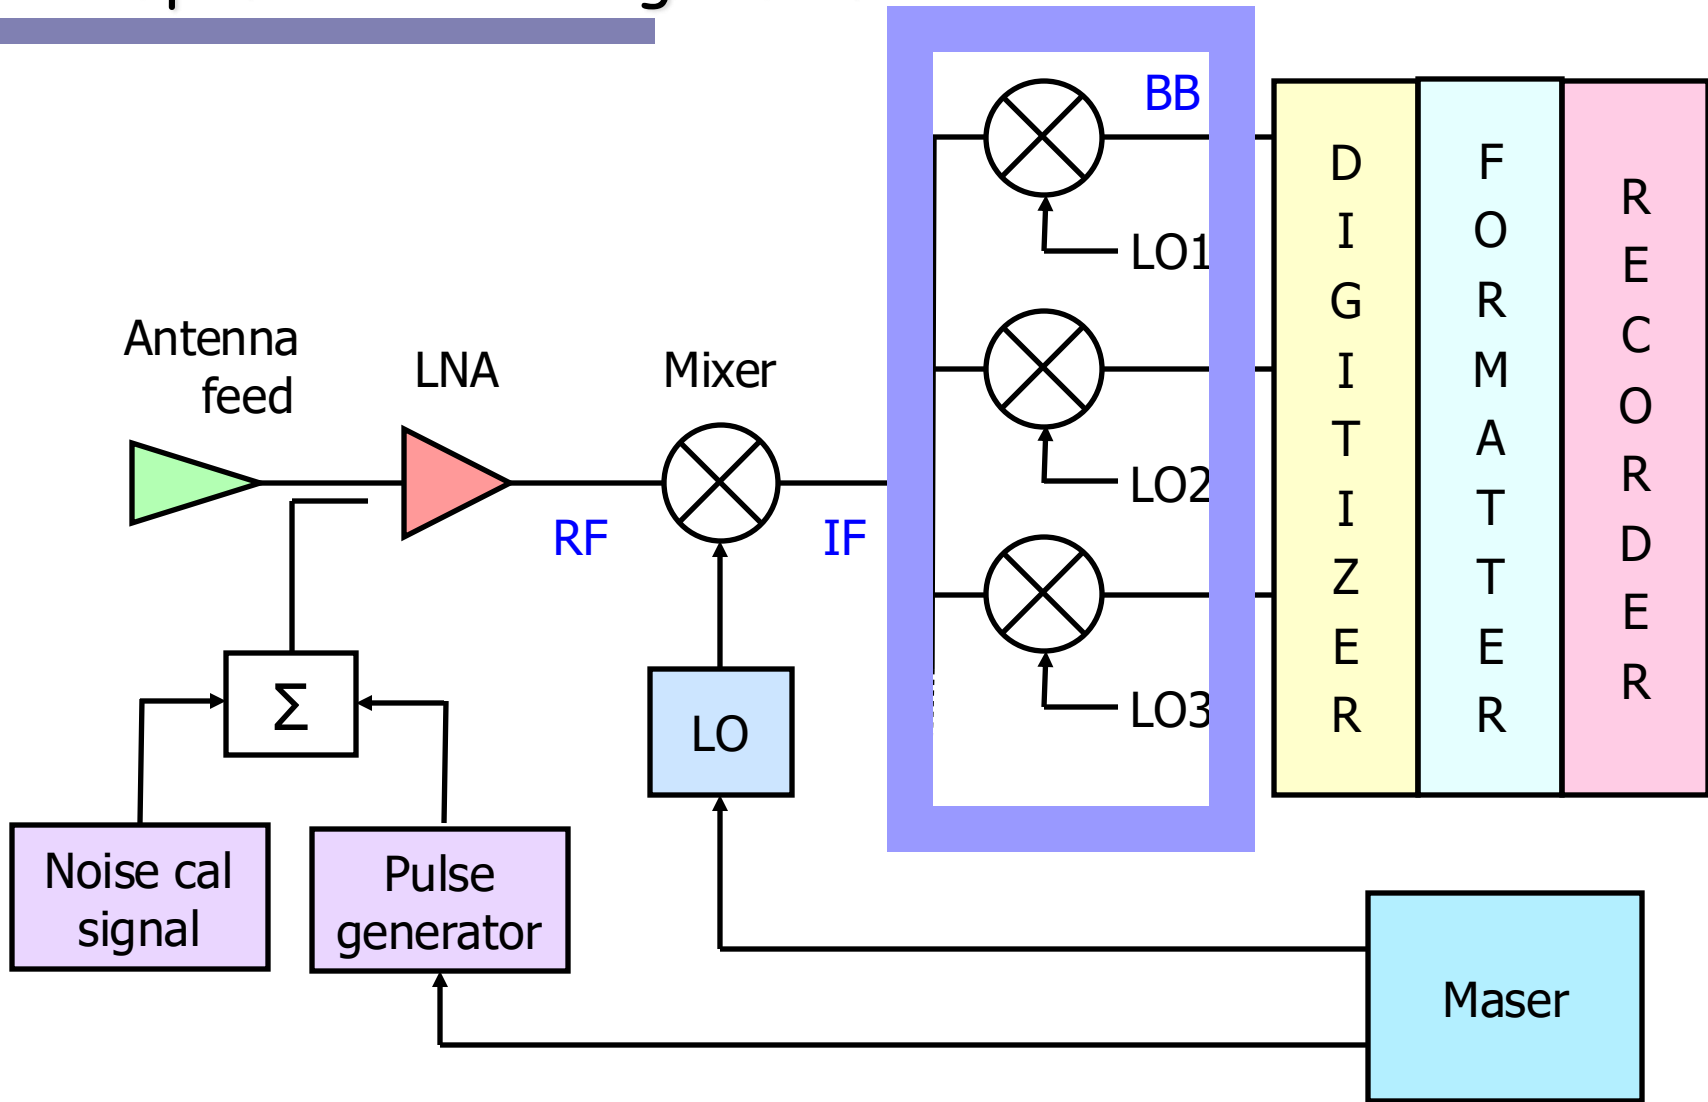 BB
LO1
LO2
LO3
Antenna
feed
LNA
Mixer
RF
IF
Σ
LO
Noise cal
signal
Pulse
generator
Maser
DIGITIZER
FORMATTER
RECORDER